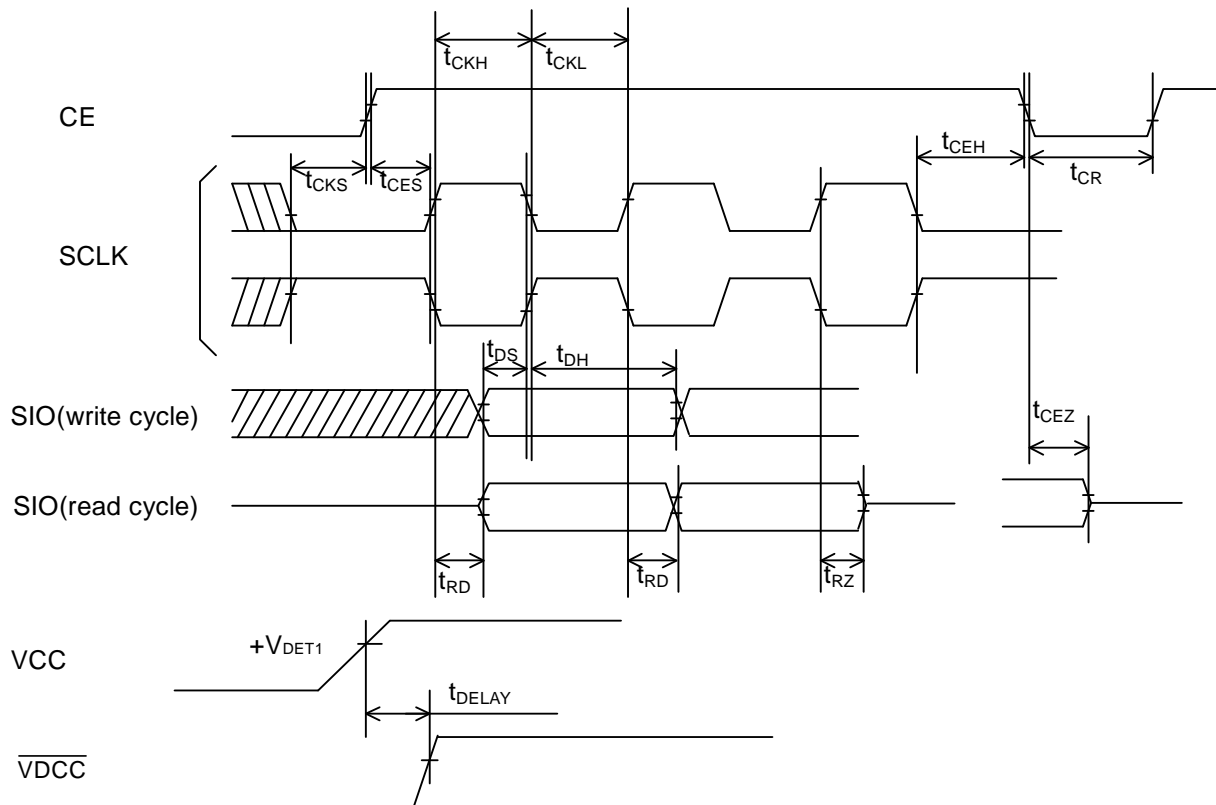 tCKH
tCKL
CE
tCKS
tCES
tCEH
tCR
SCLK
tDS
tDH
SIO(write cycle)
tCEZ
SIO(read cycle)
tRD
tRD
tRZ
+VDET1
VCC
tDELAY
VDCC